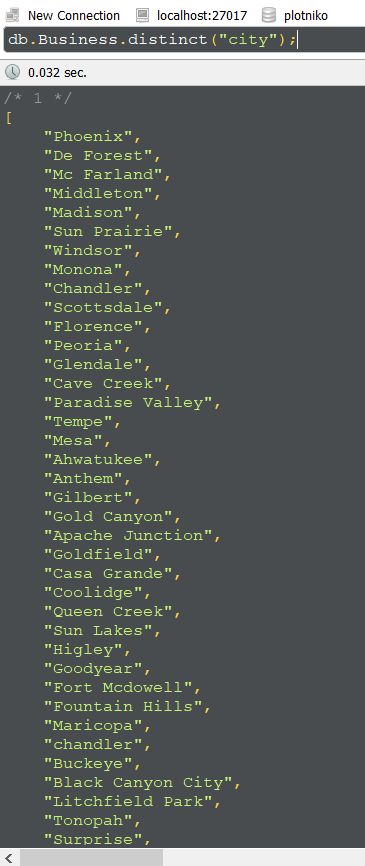 New Connection localhost:27017 plotniko
db.Business.distinct("city");
0.032 sec.
/* 1 */
[
"Phoenix",
"De Forest",
"Mc Farland",
"Middleton",
"Madison",
"Sun Prairie",
"Windsor",
"Monona",
"Chandler",
"Scottsdale",
"Florence",
"Peoria",
"Glendale",
"Cave Creek",
"Paradise Valley",
"Tempe",
"Mesa",
"Ahwatukee",
"Anthem",
"Gilbert",
"Gold Canyon",
"Apache Junction",
"Goldfield",
"Casa Grande",
"Coolidge",
"Queen Creek",
"Sun Lakes",
"Higley",
"Goodyear",
"Fort Mcdowell",
"Fountain Hills",
"Maricopa",
"chandler",
"Buckeye",
"Black Canyon City",
"Litchfield Park",
"Tonopah",
"Surprise",